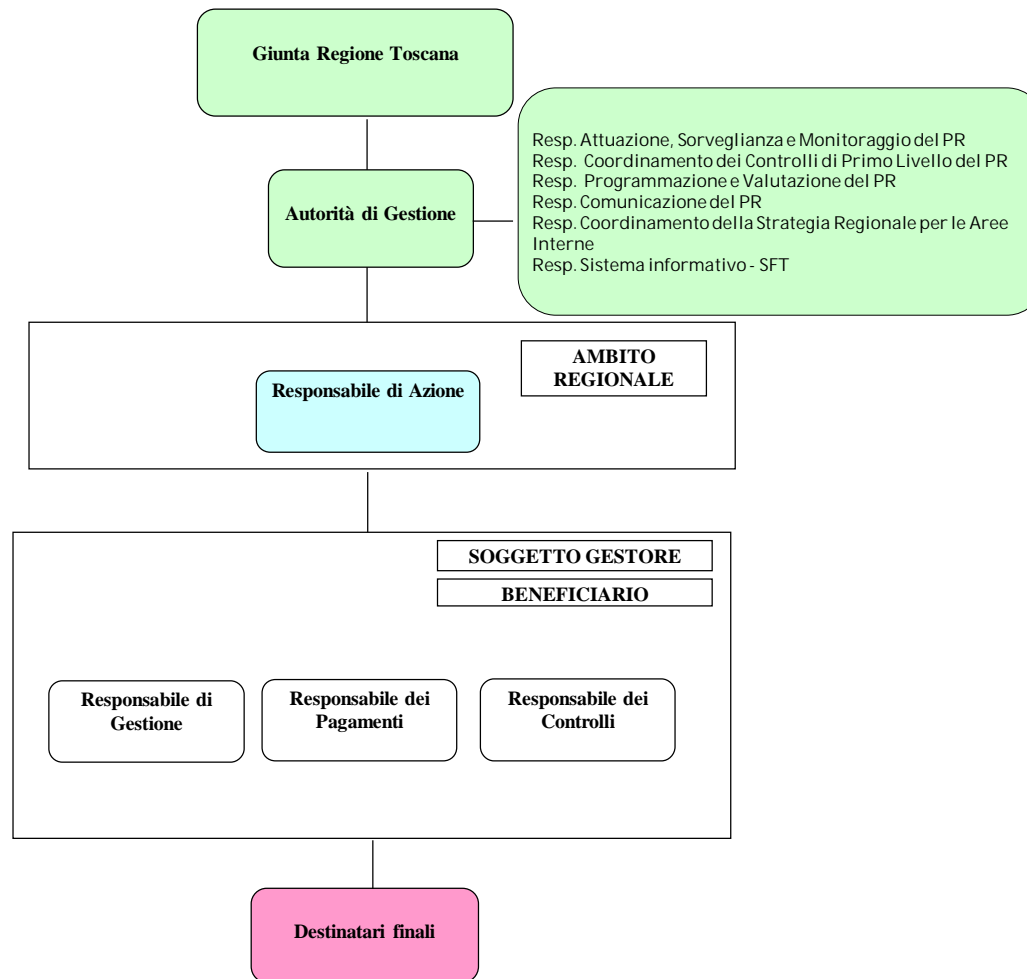 Giunta Regione Toscana
Resp. Attuazione, Sorveglianza e Monitoraggio del PR
Resp. Coordinamento dei Controlli di Primo Livello del PR
Resp. Programmazione e Valutazione del PR
Resp. Comunicazione del PR
Resp. Coordinamento della Strategia Regionale per le Aree
Interne
Resp. Sistema informativo - SFT
Autorità di Gestione
AMBITO
REGIONALE
Responsabile di Azione
SOGGETTO GESTORE
BENEFICIARIO
Responsabile di
Gestione
Responsabile dei
Pagamenti
Responsabile dei
Controlli
Destinatari finali